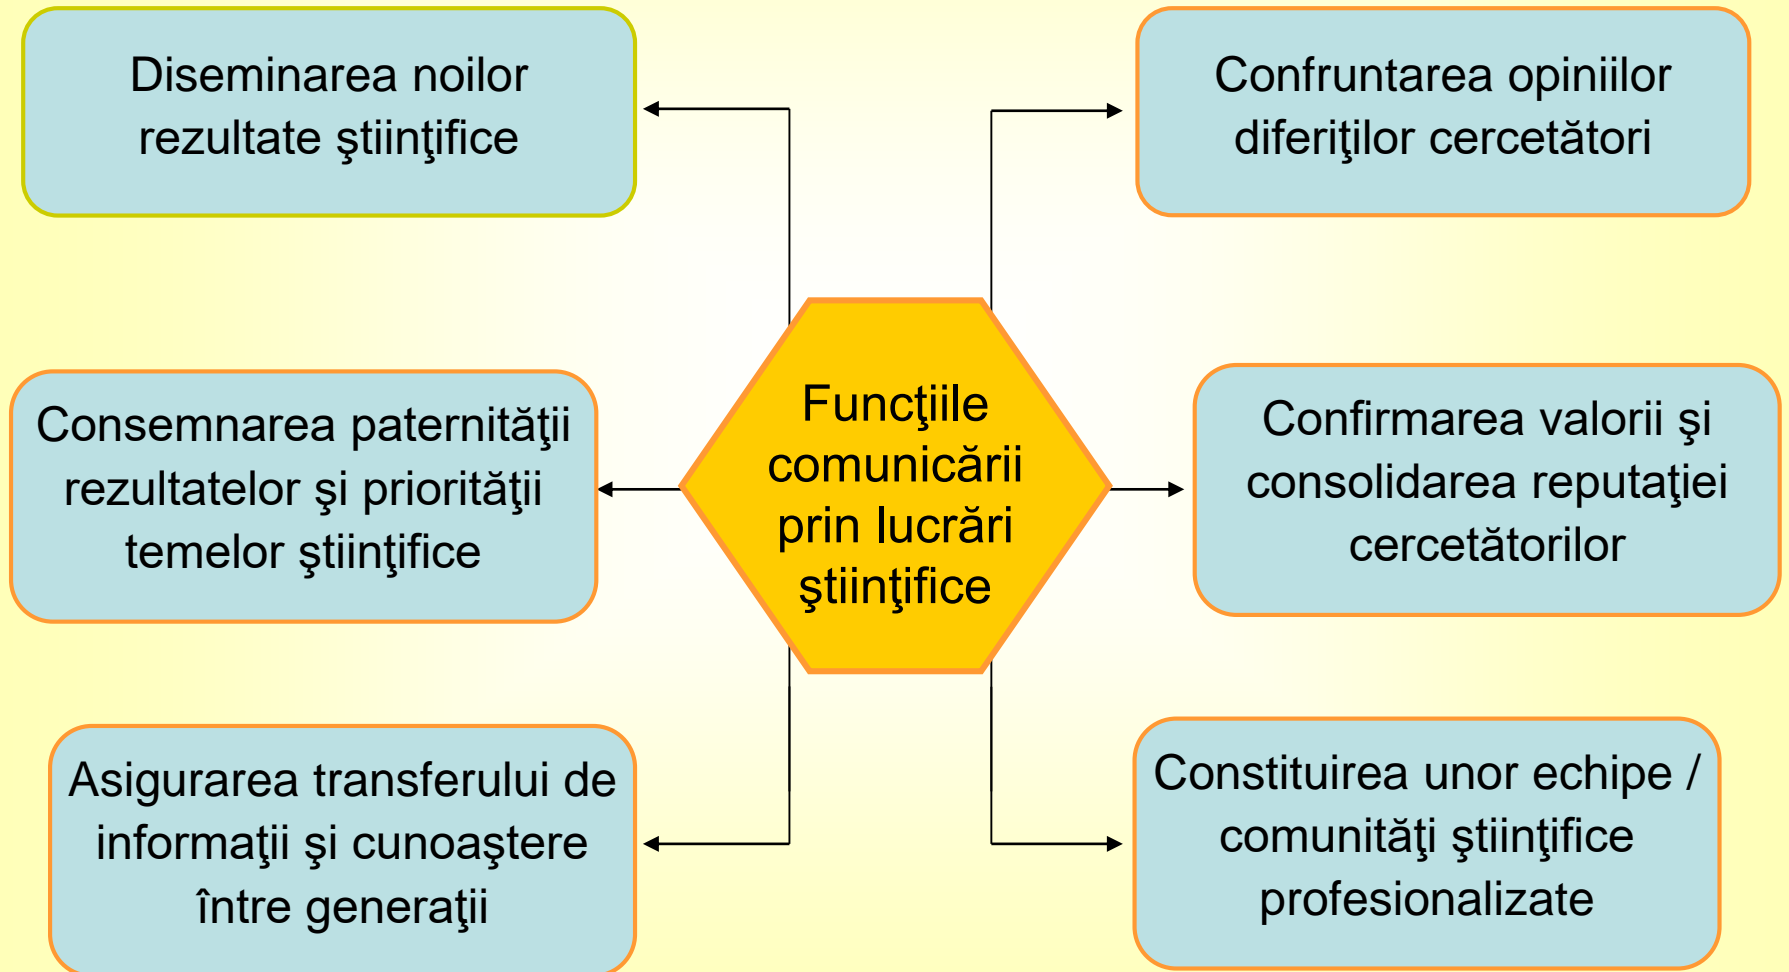 Diseminarea noilor
rezultate ştiinţifice
Confruntarea opiniilor
diferiţilor cercetători
Consemnarea paternităţii
rezultatelor şi priorităţii
temelor ştiinţifice
Funcţiile
comunicării
prin lucrări
ştiinţifice
Confirmarea valorii şi
consolidarea reputaţiei
cercetătorilor
Asigurarea transferului de
informaţii şi cunoaştere
între generaţii
Constituirea unor echipe /
comunităţi ştiinţifice
profesionalizate